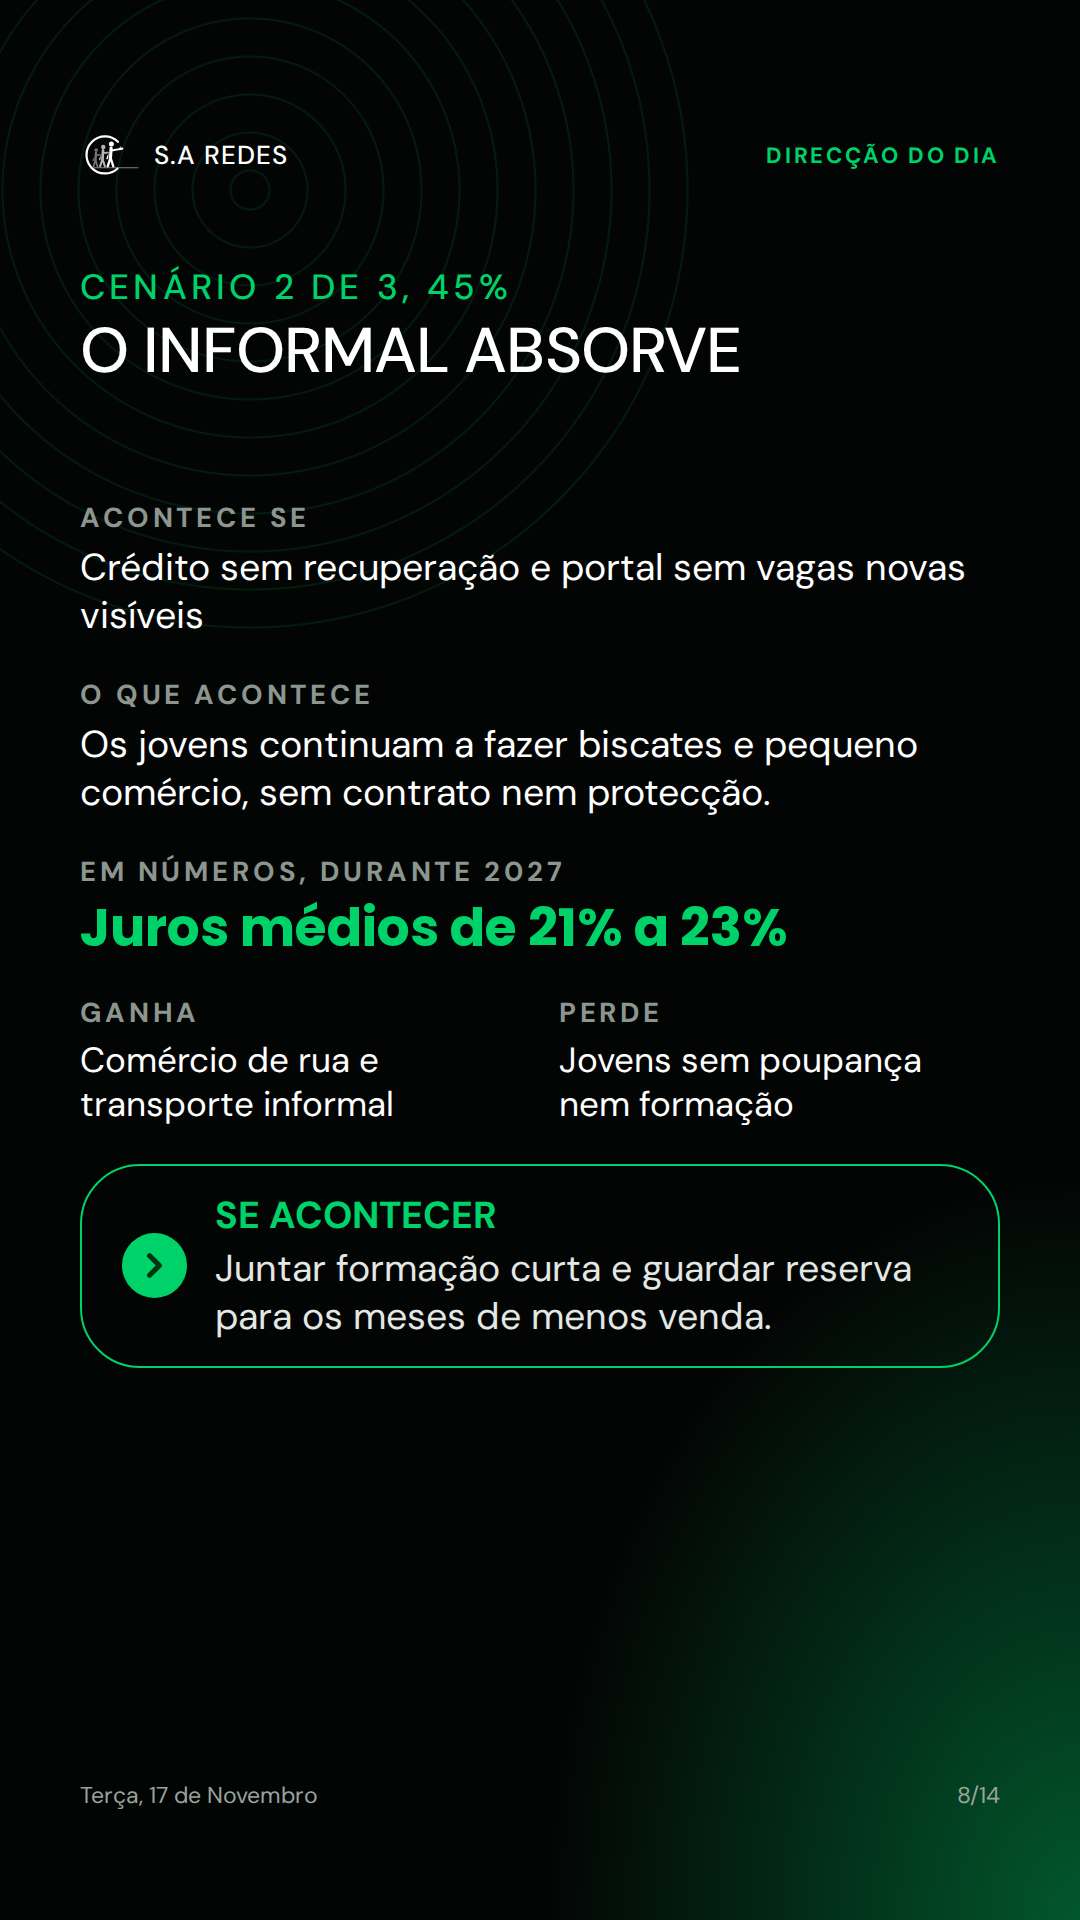 S.A REDES
DIRECÇÃO DO DIA
CENÁRIO 2 DE 3, 45%
O INFORMAL ABSORVE
ACONTECE SE
Crédito sem recuperação e portal sem vagas novas
visíveis
O QUE ACONTECE
Os jovens continuam a fazer biscates e pequeno
comércio, sem contrato nem protecção.
EM NÚMEROS, DURANTE 2027
Juros médios de 21% a 23%
GANHA
Comércio de rua e
transporte informal
PERDE
Jovens sem poupança
nem formação
SE ACONTECER
Juntar formação curta e guardar reserva
para os meses de menos venda.
Terça, 17 de Novembro
8/14